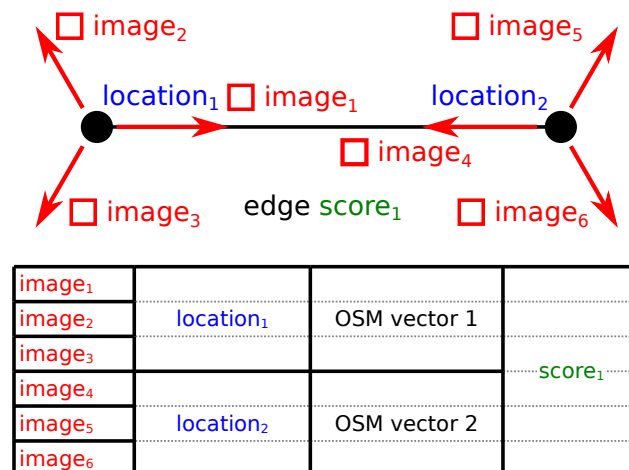 image₂
image₅
location₁
image₁
location₂
image₄
image₃
edge score₁
image₆
image₁
image₂
location₁
OSM vector 1
image₃
score₁
image₄
image₅
location₂
OSM vector 2
image₆